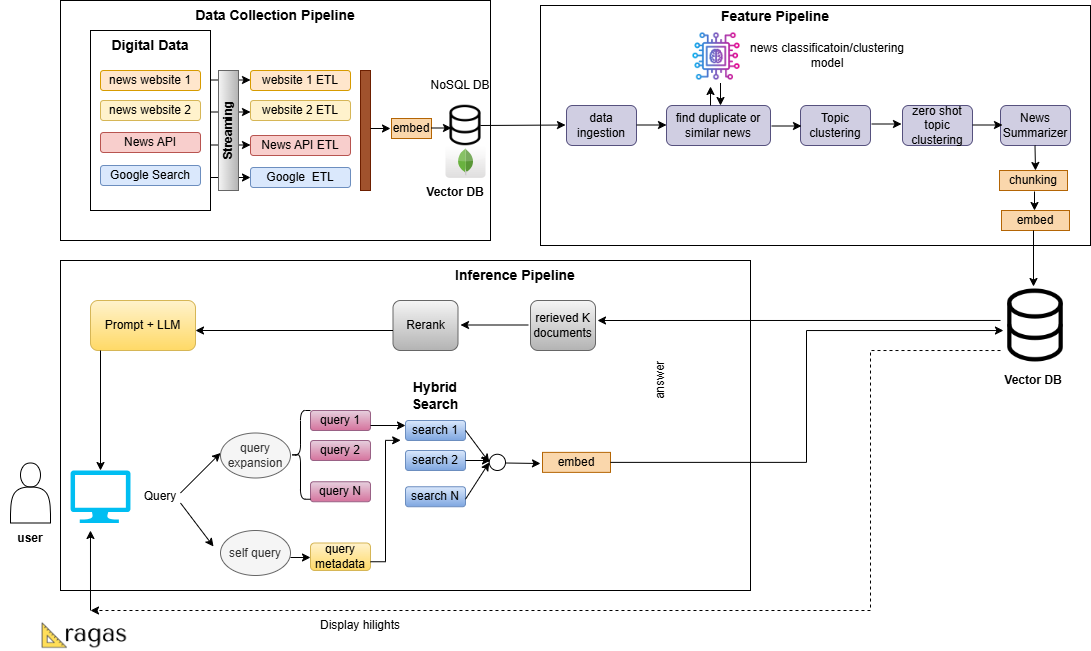 Data Collection Pipeline
Digital Data
news website 1
news website 2
News API
Google Search
Streaming
website 1 ETL
website 2 ETL
News API ETL
Google ETL
embed
NoSQL DB
Vector DB
Feature Pipeline
news classificatoin/clustering
model
data
ingestion
find duplicate or
similar news
Topic
clustering
zero shot
topic
clustering
News
Summarizer
chunking
embed
Vector DB
Inference Pipeline
Prompt + LLM
Rerank
rerieved K
documents
answer
Hybrid
Search
query
expansion
query 1
query 2
query N
search 1
search 2
search N
embed
Query
self query
query
metadata
user
Display hilights
ragas